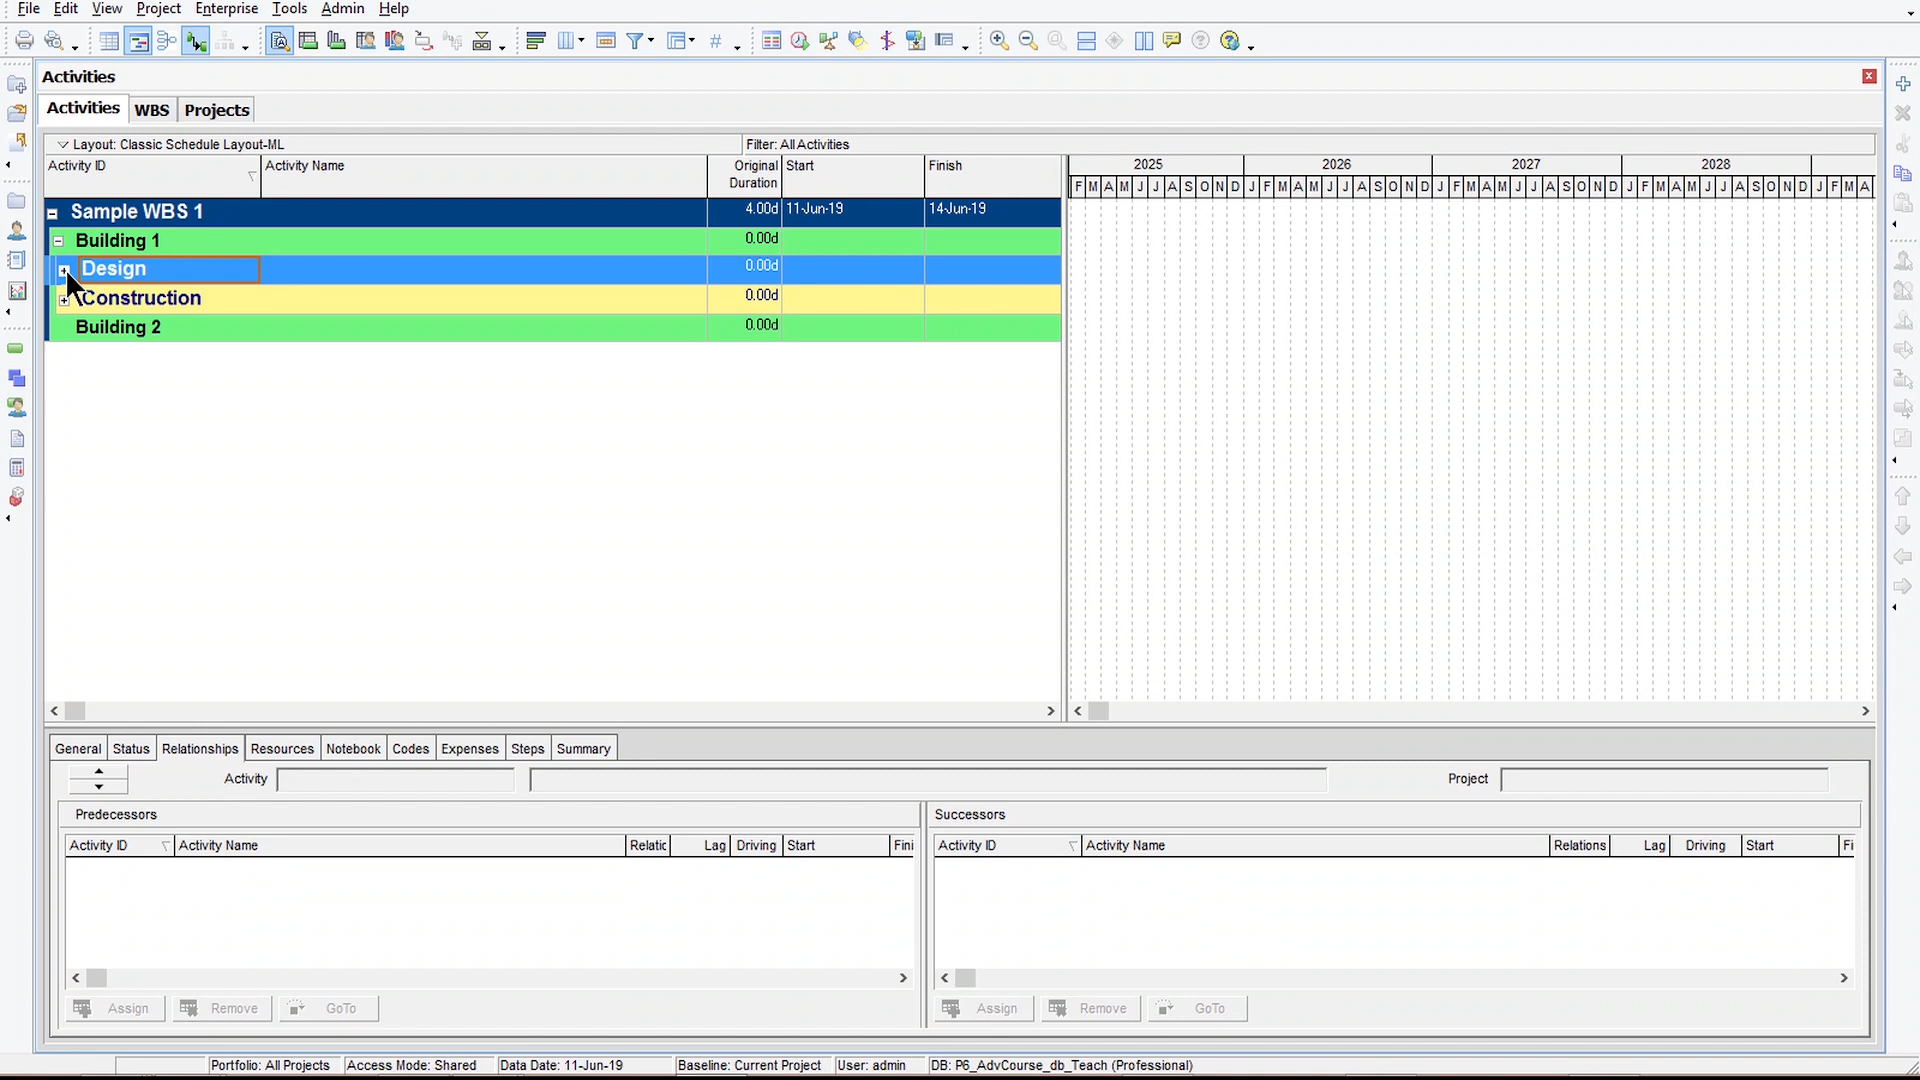 File Edit View Project Enterprise Tools Admin Help
Activities
Activities WBS Projects
Layout: Classic Schedule Layout-ML Filter: All Activities
Activity ID Activity Name Original Duration Start Finish 2025 2026 2027 2028
F M A M J J A S O N D J F M A M J J A S O N D J F M A M J J A S O N D J F M A M J J A S O N D J F M A
Sample WBS 1 4.00d 11-Jun-19 14-Jun-19
Building 1 0.00d
Design 0.00d
Construction 0.00d
Building 2 0.00d
General Status Relationships Resources Notebook Codes Expenses Steps Summary
Activity Project
Predecessors Successors
Activity ID Activity Name Relatic Lag Driving Start Fini Activity ID Activity Name Relations Lag Driving Start Fi
Assign Remove GoTo Assign Remove GoTo
Portfolio: All Projects Access Mode: Shared Data Date: 11-Jun-19 Baseline: Current Project User: admin DB: P6_AdvCourse_db_Teach (Professional)